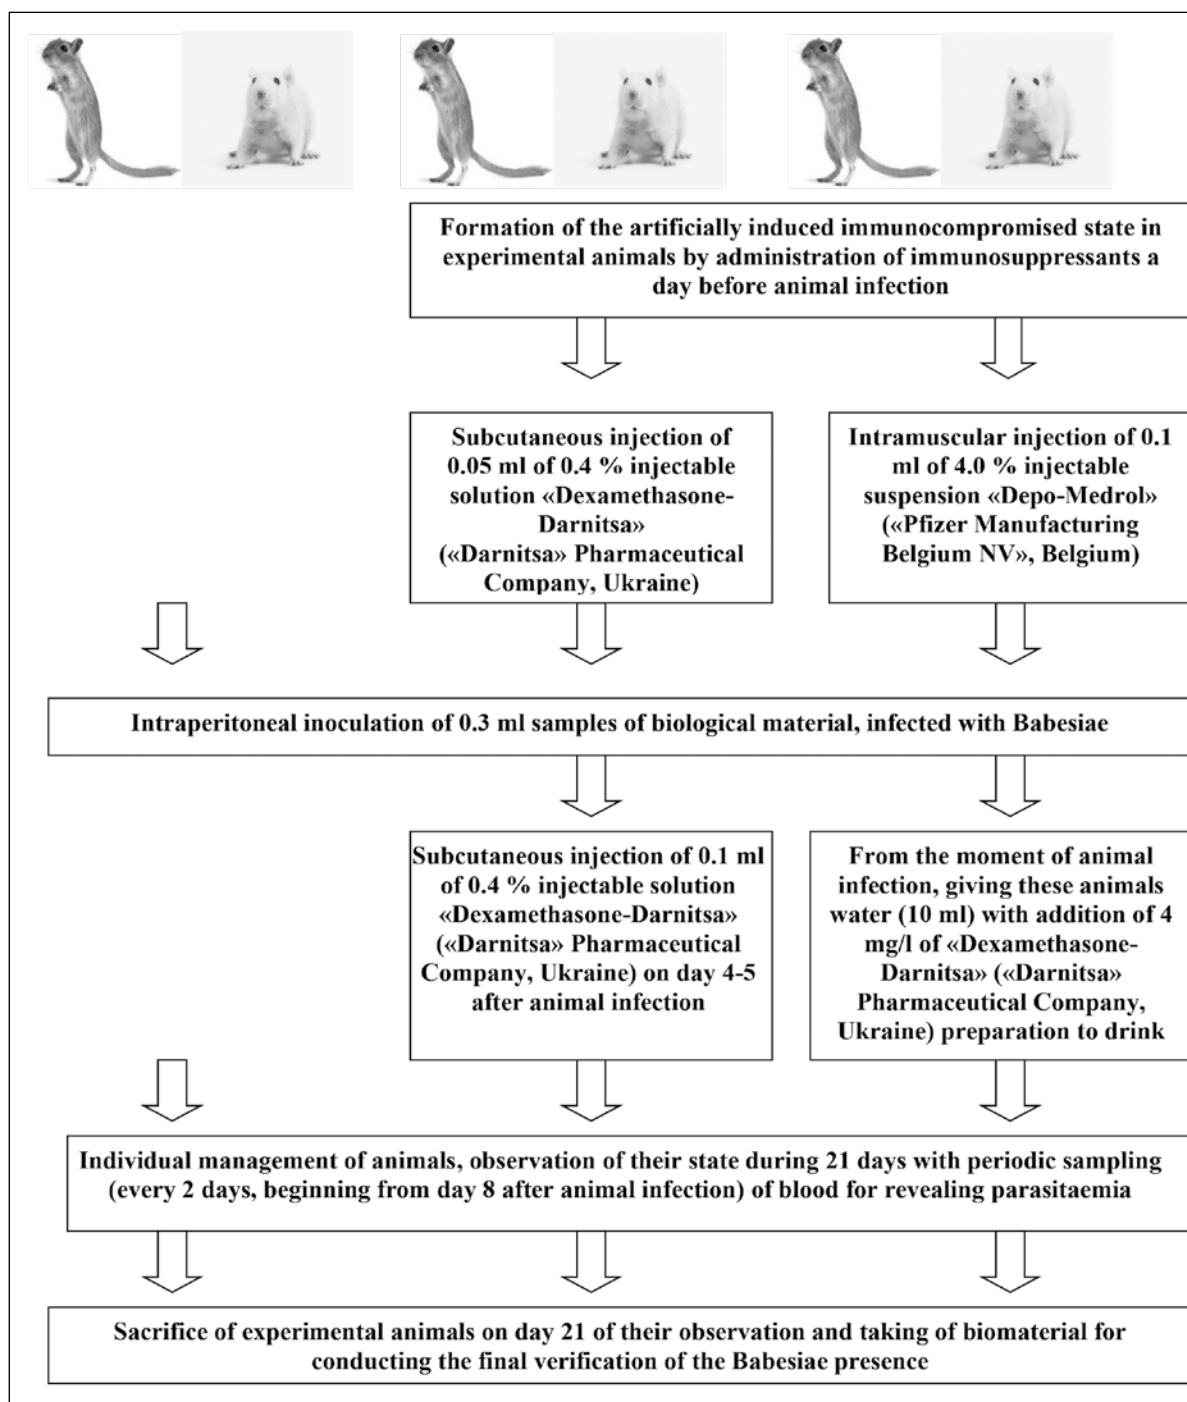 Formation of the artificially induced immunocompromised state in
experimental animals by administration of immunosuppressants a
day before animal infection
Subcutaneous injection of
0.05 ml of 0.4 % injectable
solution «Dexamethasone-
Darnitsa»
(«Darnitsa» Pharmaceutical
Company, Ukraine)
Intramuscular injection of 0.1
ml of 4.0 % injectable
suspension «Depo-Medrol»
(«Pfizer Manufacturing
Belgium NV», Belgium)
Intraperitoneal inoculation of 0.3 ml samples of biological material, infected with Babesiae
Subcutaneous injection of 0.1 ml
of 0.4 % injectable solution
«Dexamethasone-Darnitsa»
(«Darnitsa» Pharmaceutical
Company, Ukraine) on day 4-5
after animal infection
From the moment of animal
infection, giving these animals
water (10 ml) with addition of 4
mg/l of «Dexamethasone-
Darnitsa» («Darnitsa»
Pharmaceutical Company,
Ukraine) preparation to drink
Individual management of animals, observation of their state during 21 days with periodic sampling
(every 2 days, beginning from day 8 after animal infection) of blood for revealing parasitaemia
Sacrifice of experimental animals on day 21 of their observation and taking of biomaterial for
conducting the final verification of the Babesiae presence